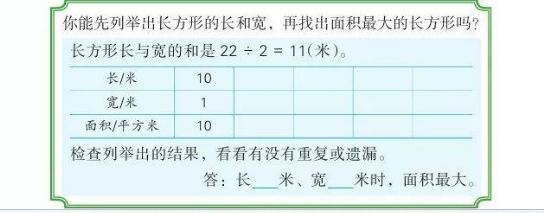 你能先列举出长方形的长和宽，再找出面积最大的长方形吗？
长方形长与宽的和是 22 ÷ 2 = 11(米)。
长/米 10
宽/米 1
面积/平方米 10
检查列举出的结果，看看有没有重复或遗漏。
答：长__米、宽__米时，面积最大。